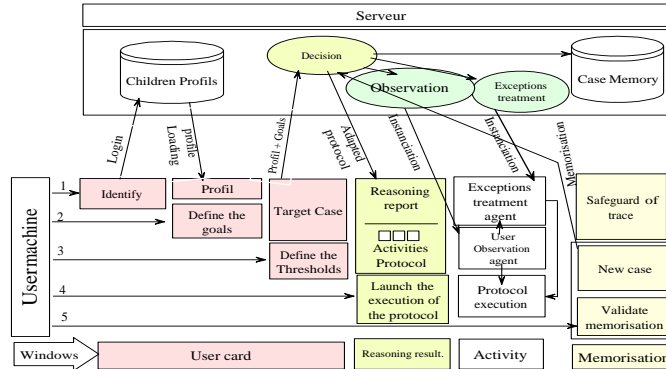 Serveur
Children Profils
Decision
Observation
Exceptions
treatment
Case Memory
Login
profile
Loading
Profil + Goals
Adapted
protocol
Instanciation
Instanciation
Memorisation
Usermachine
1
2
3
4
5
Identify
Profil
Define the
goals
Target Case
Define the
Thresholds
Reasoning
report
Activities
Protocol
Launch the
execution of
the protocol
Exceptions
treatment
agent
User
Observation
agent
Protocol
execution
Safeguard of
trace
New case
Validate
memorisation
Windows
User card
Reasoning result.
Activity
Memorisation